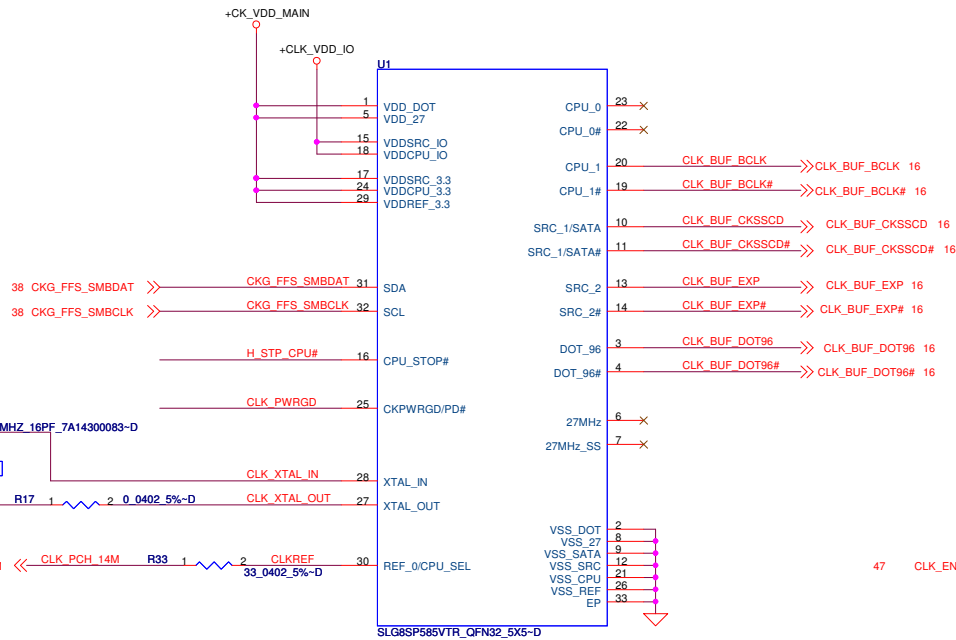 +CK_VDD_MAIN
+CLK_VDD_IO
U1
1 VDD_DOT
5 VDD_27
15 VDDSRC_IO
18 VDDCPU_IO
17 VDDSRC_3.3
24 VDDCPU_3.3
29 VDDREF_3.3
CPU_0 23
CPU_0# 22
CPU_1 20 CLK_BUF_BCLK CLK_BUF_BCLK 16
CPU_1# 19 CLK_BUF_BCLK# CLK_BUF_BCLK# 16
SRC_1/SATA 10 CLK_BUF_CKSSCD CLK_BUF_CKSSCD 16
SRC_1/SATA# 11 CLK_BUF_CKSSCD# CLK_BUF_CKSSCD# 16
38 CKG_FFS_SMBDAT CKG_FFS_SMBDAT 31 SDA
SRC_2 13 CLK_BUF_EXP CLK_BUF_EXP 16
38 CKG_FFS_SMBCLK CKG_FFS_SMBCLK 32 SCL
SRC_2# 14 CLK_BUF_EXP# CLK_BUF_EXP# 16
H_STP_CPU# 16 CPU_STOP#
DOT_96 3 CLK_BUF_DOT96 CLK_BUF_DOT96 16
DOT_96# 4 CLK_BUF_DOT96# CLK_BUF_DOT96# 16
CLK_PWRGD 25 CKPWRGD/PD#
27MHz 6
27MHz_SS 7
MHZ_16PF_7A14300083~D
CLK_XTAL_IN 28 XTAL_IN
R17 1 2 0_0402_5%~D CLK_XTAL_OUT 27 XTAL_OUT
VSS_DOT 2
VSS_27 8
VSS_SATA 9
VSS_SRC 12
VSS_CPU 21
VSS_REF 26
EP 33
CLK_PCH_14M R33 1 2 CLKREF 30 REF_0/CPU_SEL
33_0402_5%~D
47 CLK_EN
SLG8SP585VTR_QFN32_5X5~D